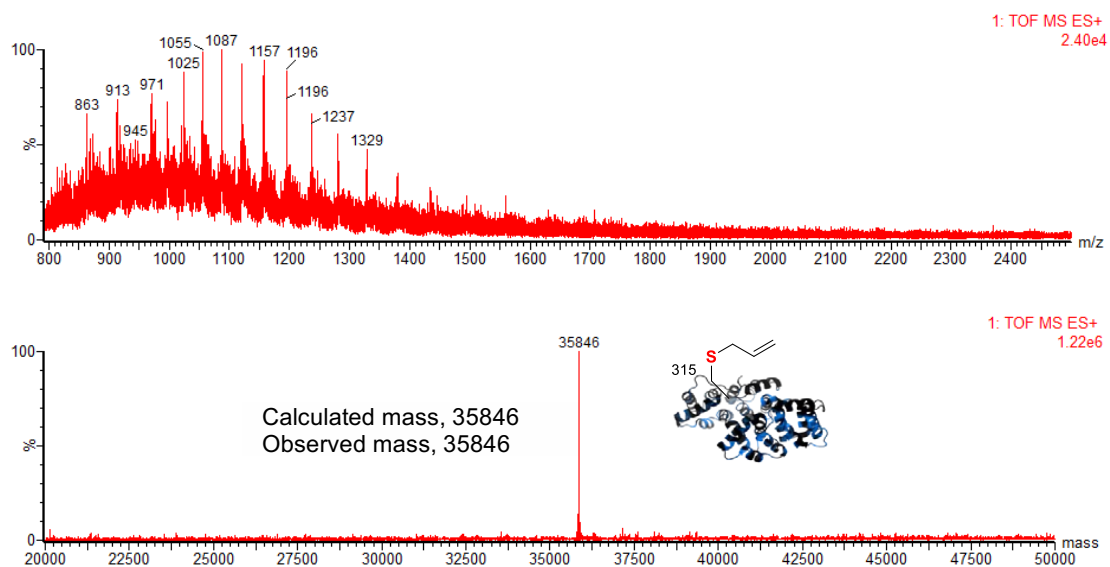 1: TOF MS ES+
2.40e4
100
%
0
863
913
945
971
1025
1055
1087
1157
1196
1196
1237
1329
800 900 1000 1100 1200 1300 1400 1500 1600 1700 1800 1900 2000 2100 2200 2300 2400
m/z
1: TOF MS ES+
1.22e6
100
%
0
35846
S
315
Calculated mass, 35846
Observed mass, 35846
20000 22500 25000 27500 30000 32500 35000 37500 40000 42500 45000 47500 50000
mass